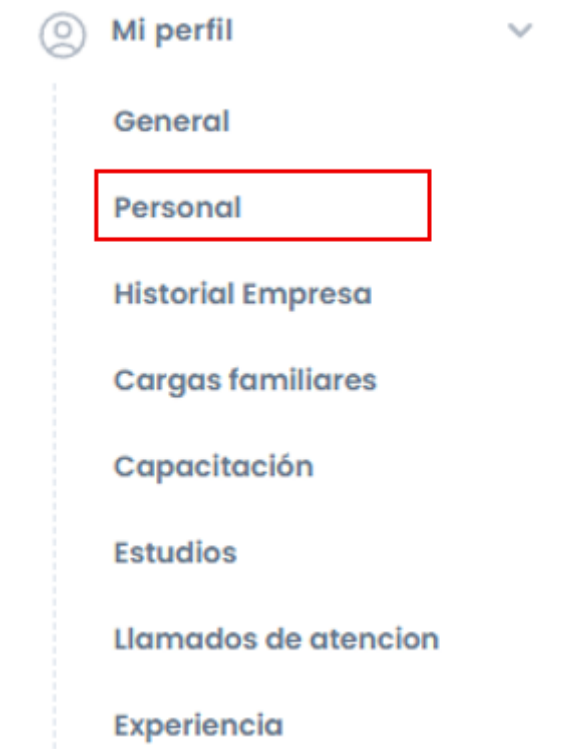 Mi perfil
General
Personal
Historial Empresa
Cargas familiares
Capacitación
Estudios
Llamados de atencion
Experiencia